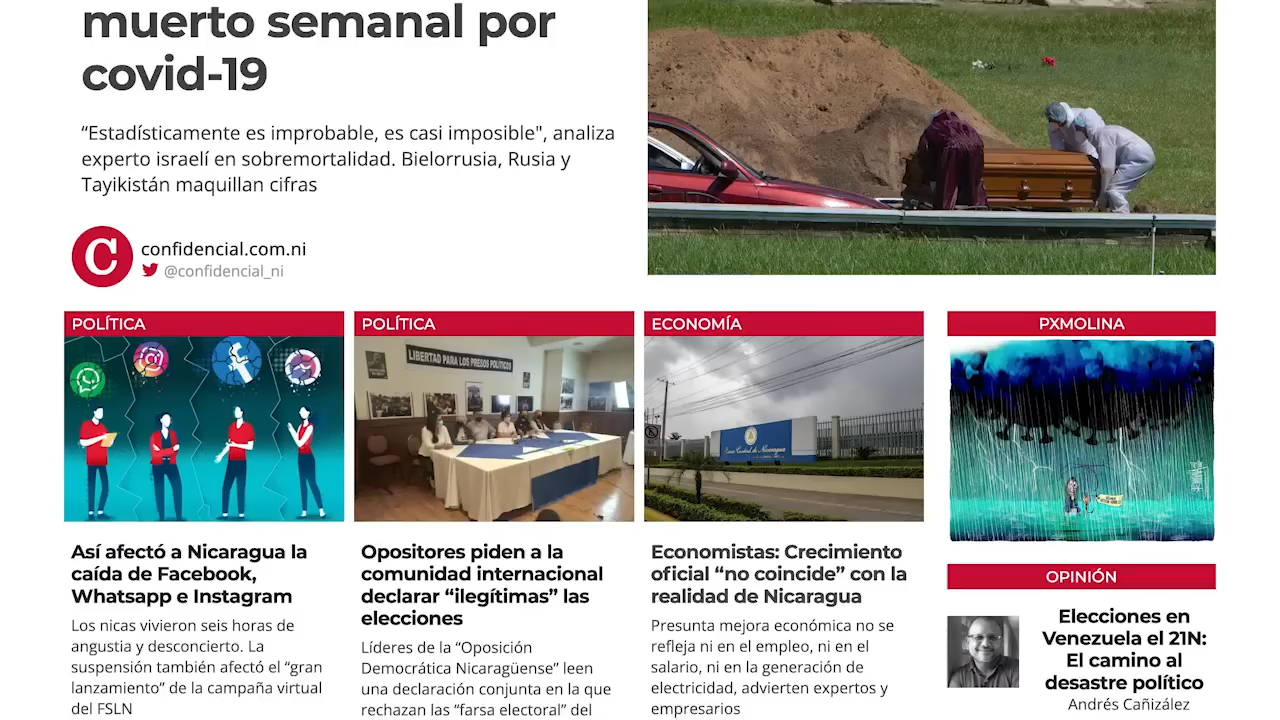 muerto semanal por
covid-19
“Estadísticamente es improbable, es casi imposible", analiza
experto israelí en sobremortalidad. Bielorrusia, Rusia y
Tayikistán maquillan cifras
C
confidencial.com.ni
@confidencial_ni
POLÍTICA
Así afectó a Nicaragua la
caída de Facebook,
Whatsapp e Instagram
Los nicas vivieron seis horas de
angustia y desconcierto. La
suspensión también afectó el “gran
lanzamiento” de la campaña virtual
del FSLN
POLÍTICA
LIBERTAD PARA LOS PRESOS POLÍTICOS
Opositores piden a la
comunidad internacional
declarar “ilegítimas” las
elecciones
Líderes de la “Oposición
Democrática Nicaragüense” leen
una declaración conjunta en la que
rechazan las “farsa electoral” del
ECONOMÍA
Banco Central de Nicaragua
Economistas: Crecimiento
oficial “no coincide” con la
realidad de Nicaragua
Presunta mejora económica no se
refleja ni en el empleo, ni en el
salario, ni en la generación de
electricidad, advierten expertos y
empresarios
PXMOLINA
OPINIÓN
Elecciones en
Venezuela el 21N:
El camino al
desastre político
Andrés Cañizález